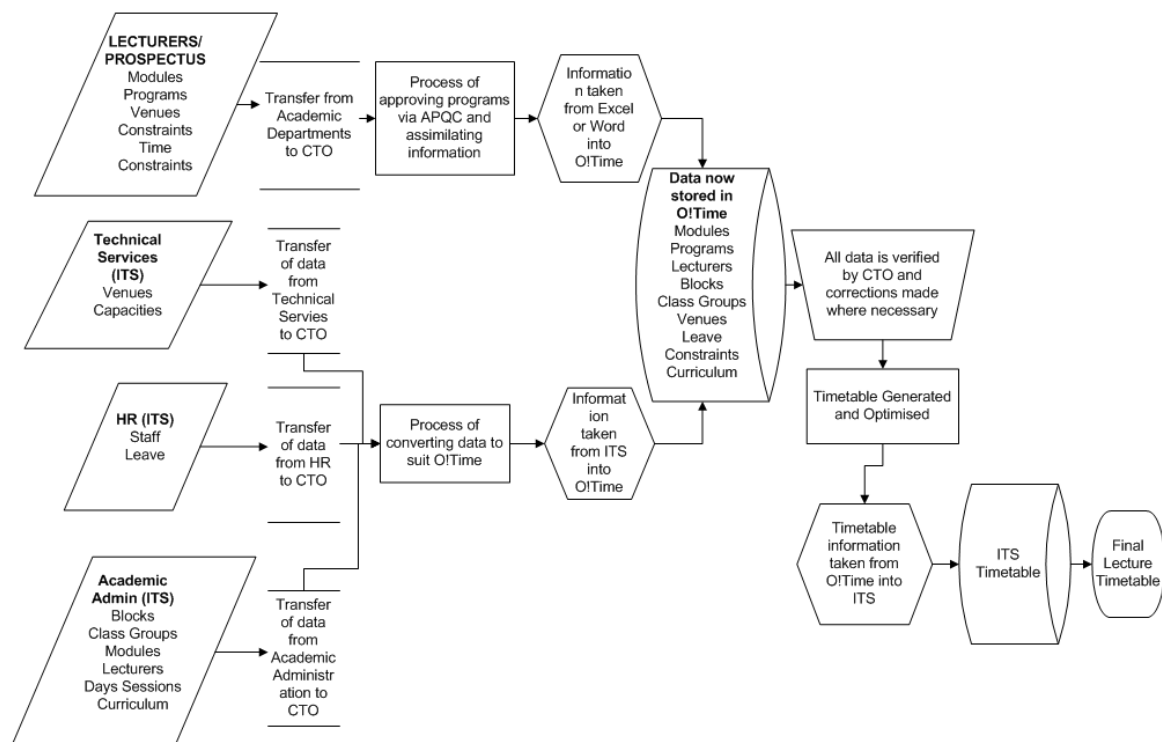 LECTURERS/
PROSPECTUS
Modules
Programs
Venues
Constraints
Time
Constraints
Transfer from
Academic
Departments
to CTO
Process of
approving programs
via APQC and
assimilating
information
Informatio
n taken
from Excel
or Word
into
O!Time
Technical
Services
(ITS)
Venues
Capacities
Transfer
of data
from
Technical
Servies
to CTO
HR (ITS)
Staff
Leave
Transfer
of data
from HR
to CTO
Process of
converting data to
suit O!Time
Informat
ion
taken
from ITS
into
O!Time
Academic
Admin (ITS)
Blocks
Class Groups
Modules
Lecturers
Days Sessions
Curriculum
Transfer
of data
from
Academic
Administr
ation to
CTO
Data now
stored in
O!Time
Modules
Programs
Lecturers
Blocks
Class Groups
Venues
Leave
Constraints
Curriculum
All data is verified
by CTO and
corrections made
where necessary
Timetable Generated
and Optimised
Timetable
information
taken from
O!Time into
ITS
ITS
Timetable
Final
Lecture
Timetable